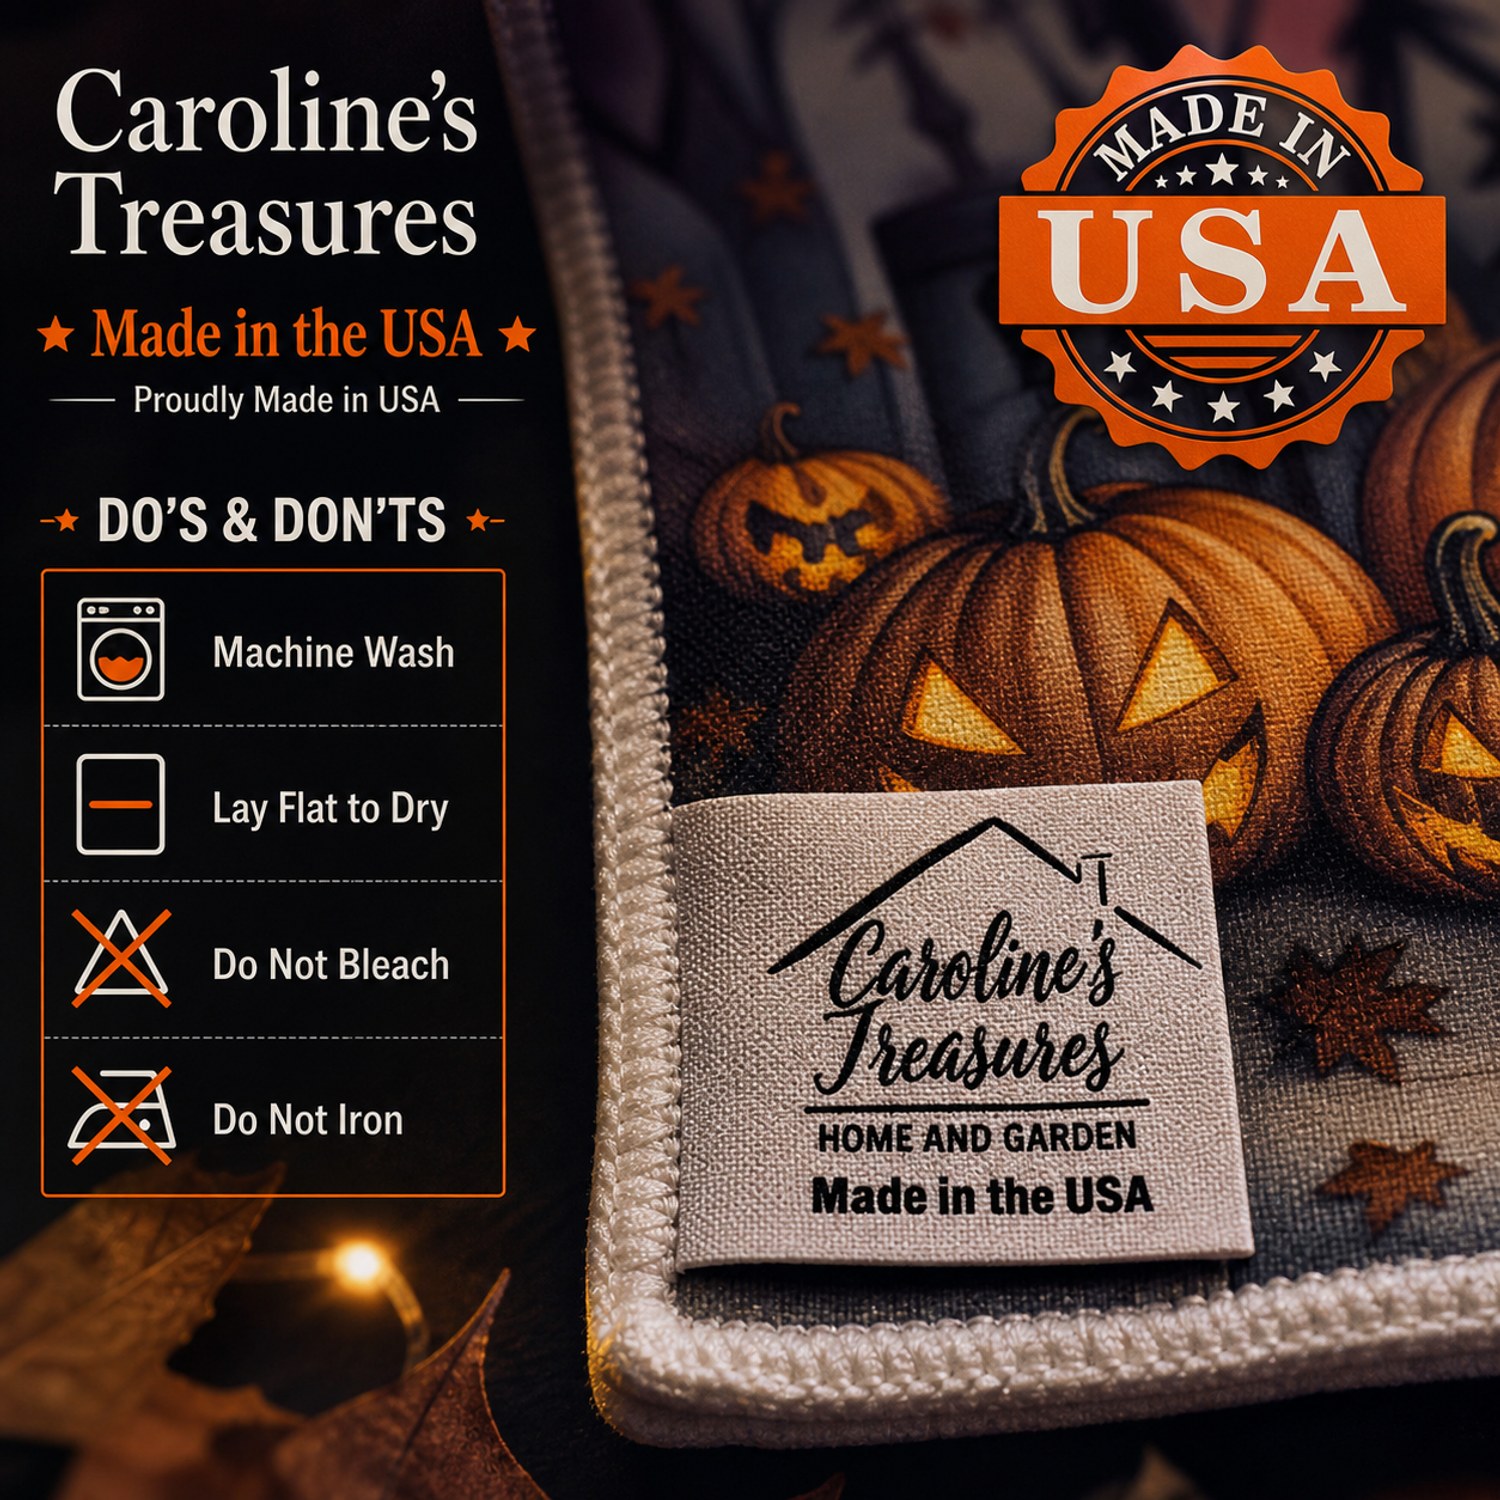 Caroline's
Treasures
Made in the USA
Proudly Made in USA
DO'S & DON'TS
Machine Wash
Lay Flat to Dry
Do Not Bleach
Do Not Iron
MADE IN
USA
Caroline's
Treasures
HOME AND GARDEN
Made in the USA